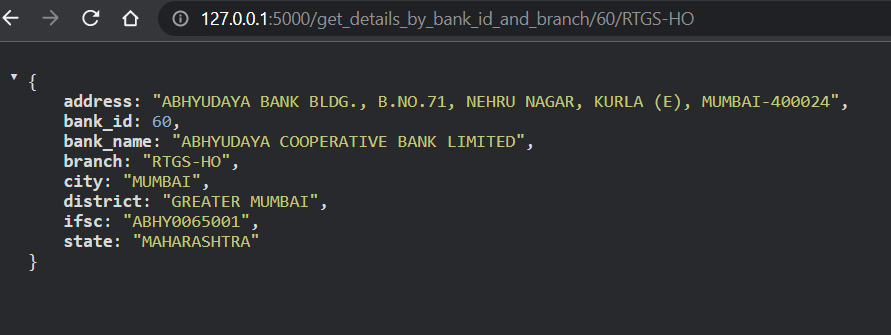 127.0.0.1:5000/get_details_by_bank_id_and_branch/60/RTGS-HO
{
address: "ABHYUDAYA BANK BLDG., B.NO.71, NEHRU NAGAR, KURLA (E), MUMBAI-400024",
bank_id: 60,
bank_name: "ABHYUDAYA COOPERATIVE BANK LIMITED",
branch: "RTGS-HO",
city: "MUMBAI",
district: "GREATER MUMBAI",
ifsc: "ABHY0065001",
state: "MAHARASHTRA"
}